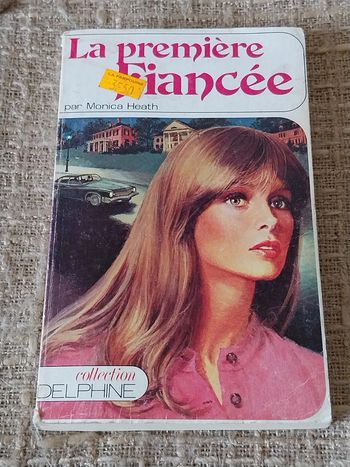 La première
Fiancée
par Monica Heath
collection
DELPHINE